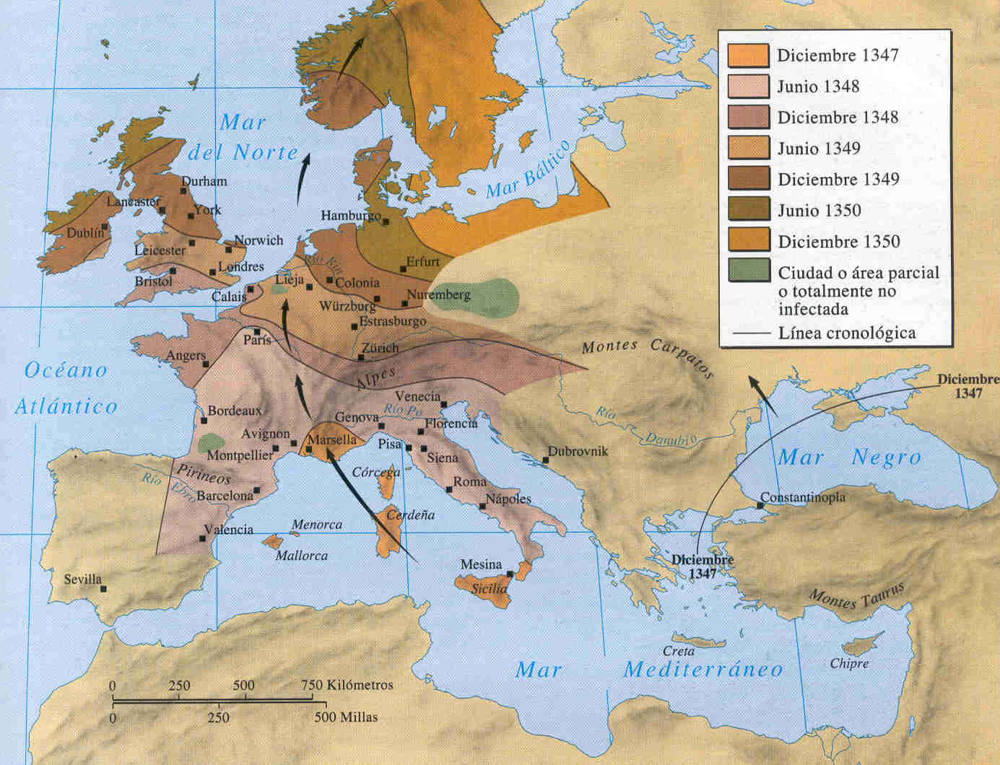 Diciembre 1347
Junio 1348
Diciembre 1348
Junio 1349
Diciembre 1349
Junio 1350
Diciembre 1350
Ciudad o área parcial
o totalmente no
infectada
Línea cronológica
Mar
del Norte
Mar Báltico
Durham
Lancaster
York
Dublín
Leicester
Norwich
Londres
Bristol
Calais
Hamburgo
Erfurt
Río Rin
Lieja
Colonia
Nuremberg
Würzburg
Estrasburgo
París
Zürich
Angers
Alpes
Montes Cárpatos
Océano
Atlántico
Diciembre
1347
Venecia
Río Po
Genova
Florencia
Bordeaux
Avignon
Marsella
Montpellier
Pisa
Siena
Río
Danubio
Dubrovnik
Mar Negro
Pirineos
Río Ebro
Barcelona
Córcega
Roma
Nápoles
Constantinopla
Valencia
Menorca
Mallorca
Cerdeña
Diciembre
1347
Mesina
Sicilia
Sevilla
Montes Taurus
Creta
Chipre
Mar Mediterráneo
0 250 500 750 Kilómetros
0 250 500 Millas